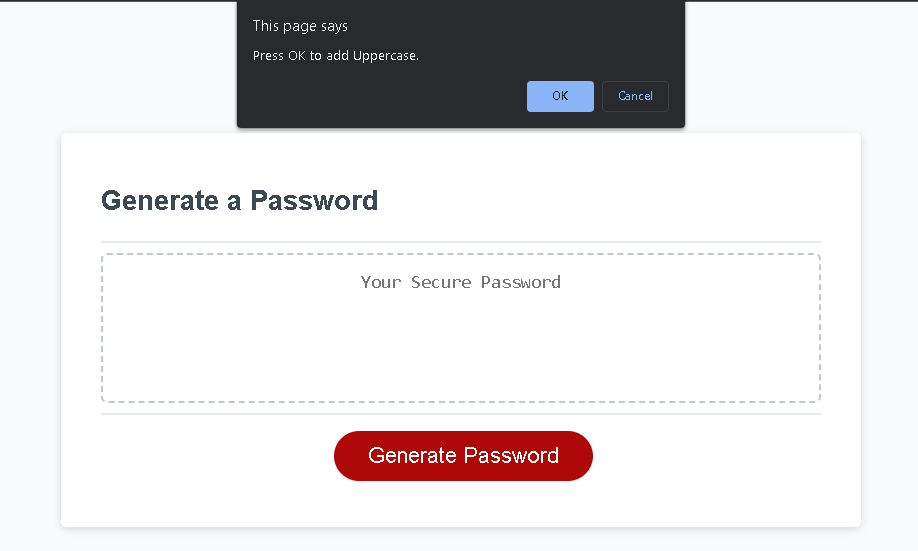 This page says
Press OK to add Uppercase.
OK
Cancel
Generate a Password
Your Secure Password
Generate Password